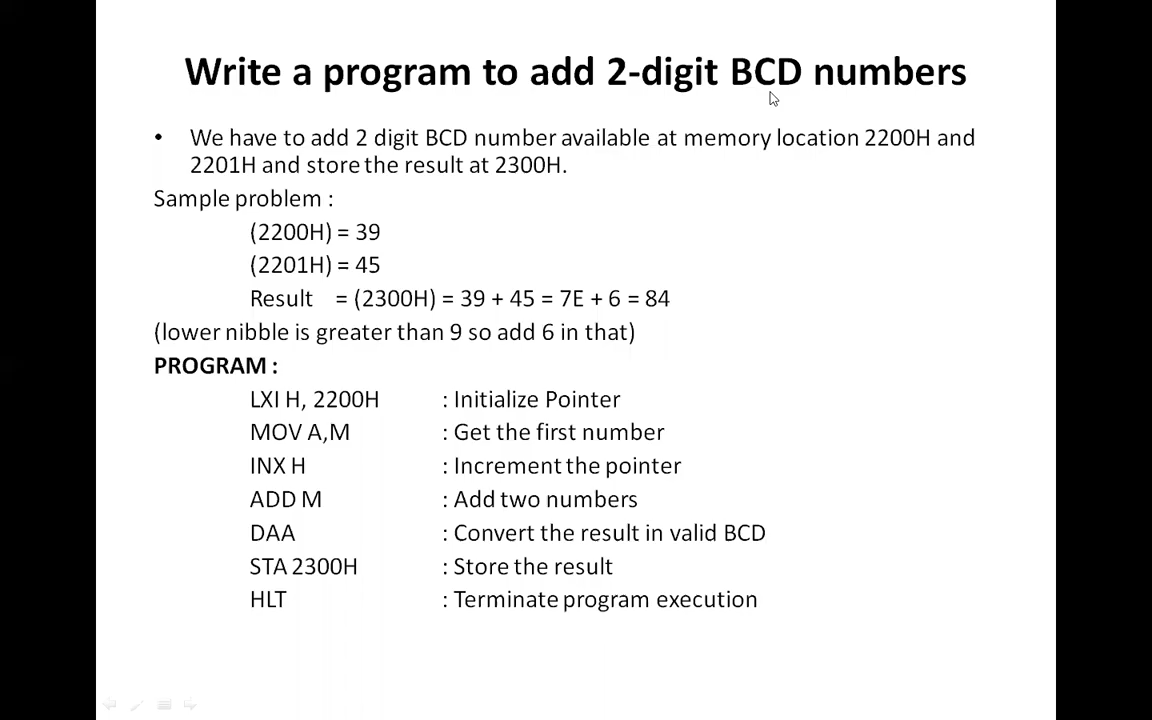 Write a program to add 2-digit BCD numbers
• We have to add 2 digit BCD number available at memory location 2200H and
2201H and store the result at 2300H.
Sample problem :
(2200H) = 39
(2201H) = 45
Result = (2300H) = 39 + 45 = 7E + 6 = 84
(lower nibble is greater than 9 so add 6 in that)
PROGRAM :
LXI H, 2200H : Initialize Pointer
MOV A,M : Get the first number
INX H : Increment the pointer
ADD M : Add two numbers
DAA : Convert the result in valid BCD
STA 2300H : Store the result
HLT : Terminate program execution